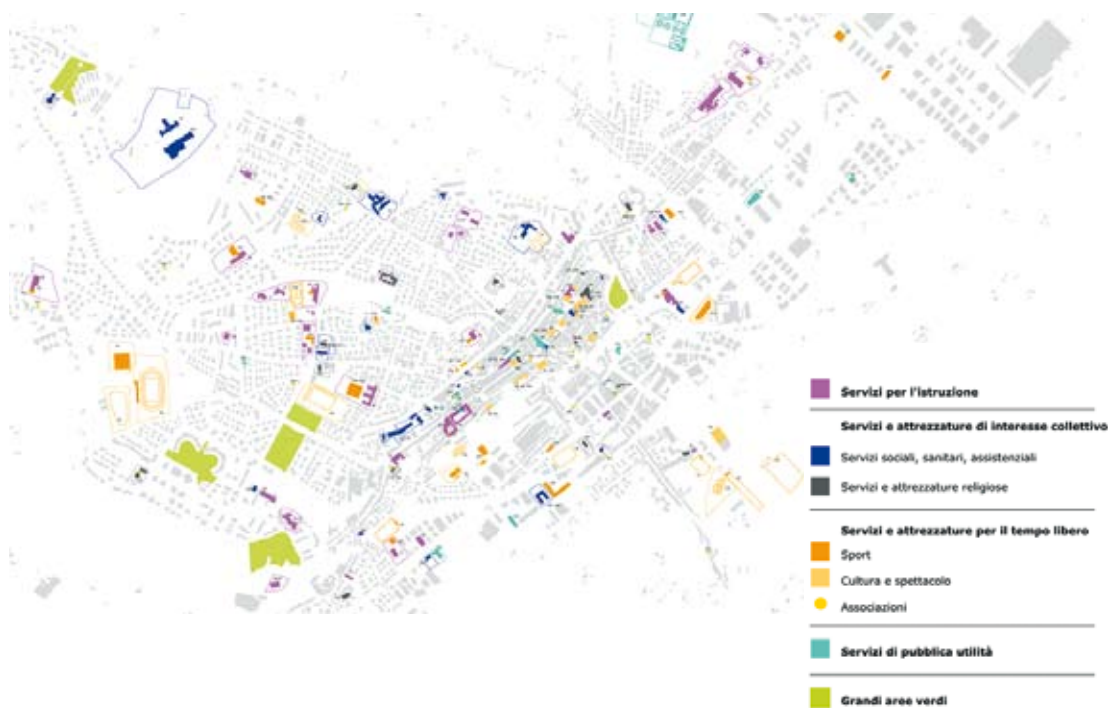 Servizi per l'istruzione
Servizi e attrezzature di interesse collettivo
Servizi sociali, sanitari, assistenziali
Servizi e attrezzature religiose
Servizi e attrezzature per il tempo libero
Sport
Cultura e spettacolo
Associazioni
Servizi di pubblica utilità
Grandi aree verdi